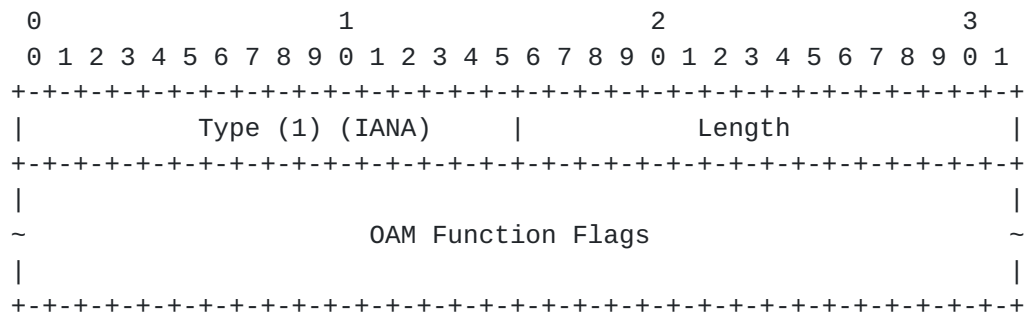 0                   1                   2                   3
 0 1 2 3 4 5 6 7 8 9 0 1 2 3 4 5 6 7 8 9 0 1 2 3 4 5 6 7 8 9 0 1
+-+-+-+-+-+-+-+-+-+-+-+-+-+-+-+-+-+-+-+-+-+-+-+-+-+-+-+-+-+-+-+-+
|           Type (1) (IANA)     |           Length              |
+-+-+-+-+-+-+-+-+-+-+-+-+-+-+-+-+-+-+-+-+-+-+-+-+-+-+-+-+-+-+-+-+
|                                                               |
~                      OAM Function Flags                       ~
|                                                               |
+-+-+-+-+-+-+-+-+-+-+-+-+-+-+-+-+-+-+-+-+-+-+-+-+-+-+-+-+-+-+-+-+